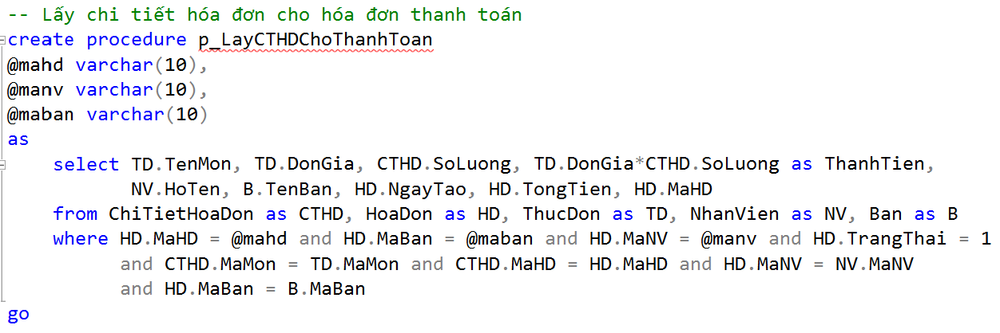 -- Lấy chi tiết hóa đơn cho hóa đơn thanh toán
create procedure p_LayCTHDChoThanhToan
@mahd varchar(10),
@manv varchar(10),
@maban varchar(10)
as
select TD.TenMon, TD.DonGia, CTHD.SoLuong, TD.DonGia*CTHD.SoLuong as ThanhTien,
NV.HoTen, B.TenBan, HD.NgayTao, HD.TongTien, HD.MaHD
from ChiTietHoaDon as CTHD, HoaDon as HD, ThucDon as TD, NhanVien as NV, Ban as B
where HD.MaHD = @mahd and HD.MaBan = @maban and HD.MaNV = @manv and HD.TrangThai = 1
and CTHD.MaMon = TD.MaMon and CTHD.MaHD = HD.MaHD and HD.MaNV = NV.MaNV
and HD.MaBan = B.MaBan
go